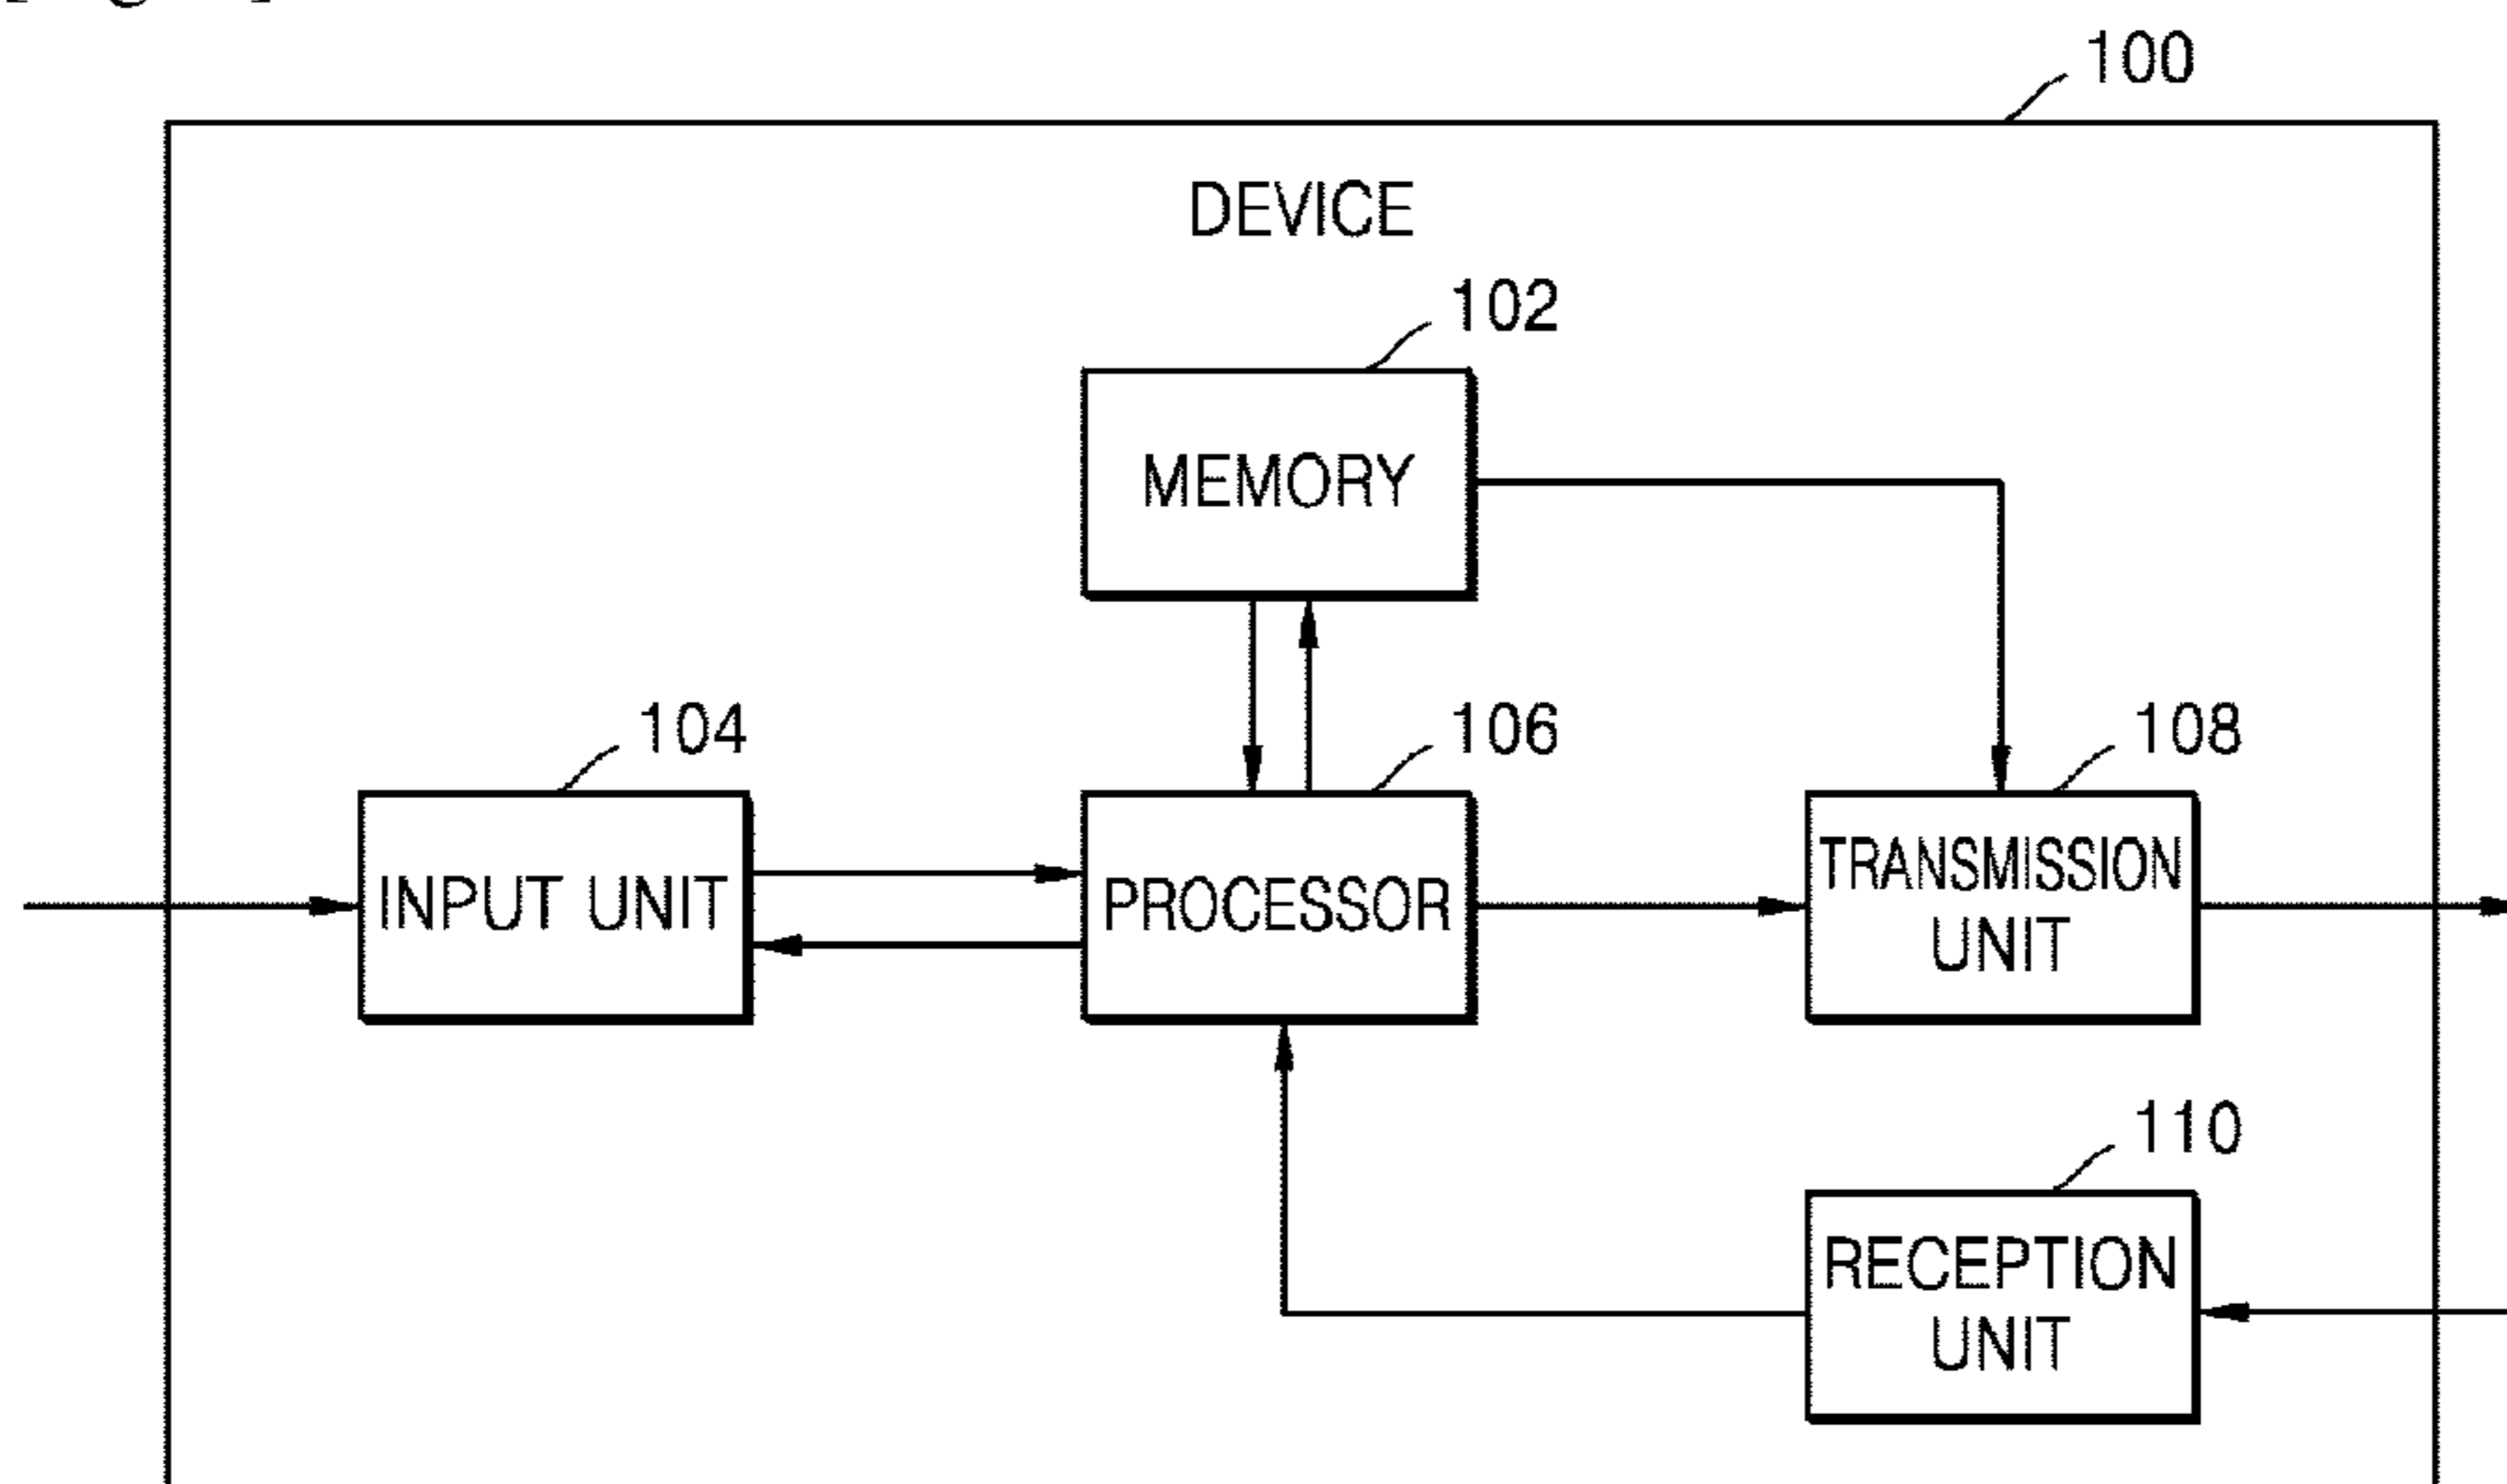 100
DEVICE
102
MEMORY
104
106
108
INPUT UNIT
PROCESSOR
TRANSMISSION
UNIT
110
RECEPTION
UNIT